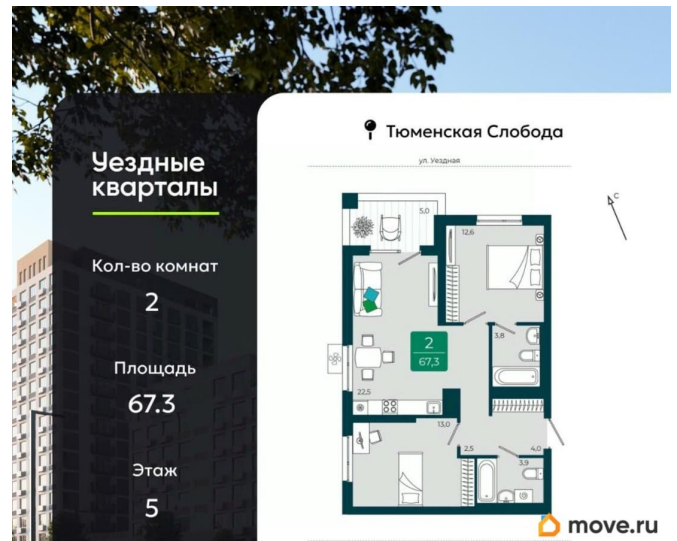 Уездные
кварталы
Кол-во комнат
2
Площадь
67.3
Этаж
5
Тюменская Слобода
ул. Уездная
С
5,0
12,6
3,8
2
67,3
22,5
13,0
2,5
4,0
3,9
move.ru